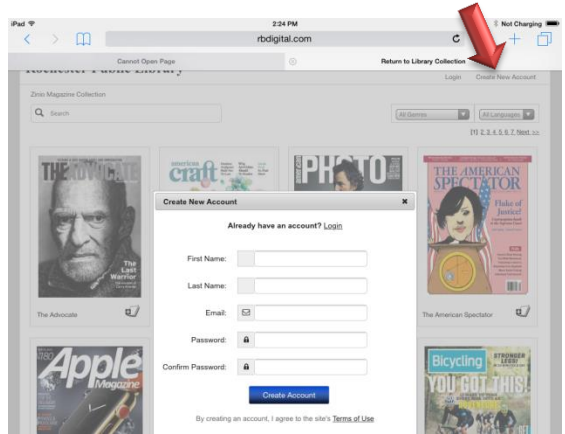 iPad 2:24 PM Not Charging
rbdigital.com
Cannot Open Page Return to Library Collection
Rochester Public Library
Login Create New Account
Zinio Magazine Collection
Search All Genres All Languages
[1] 2 3 4 5 6 7 Next >>
THE ADVOCATE
The
Last
Warrior
american
craft
PHOTO
THE AMERICAN
SPECTATOR
Fluke of
Justice!
Create New Account
Already have an account? Login
First Name:
Last Name:
Email:
Password:
Confirm Password:
Create Account
By creating an account, I agree to the site's Terms of Use
The Advocate
The American Spectator
Apple
Magazine
Bicycling
STRONGER
LEGS!
YOU GOT THIS!